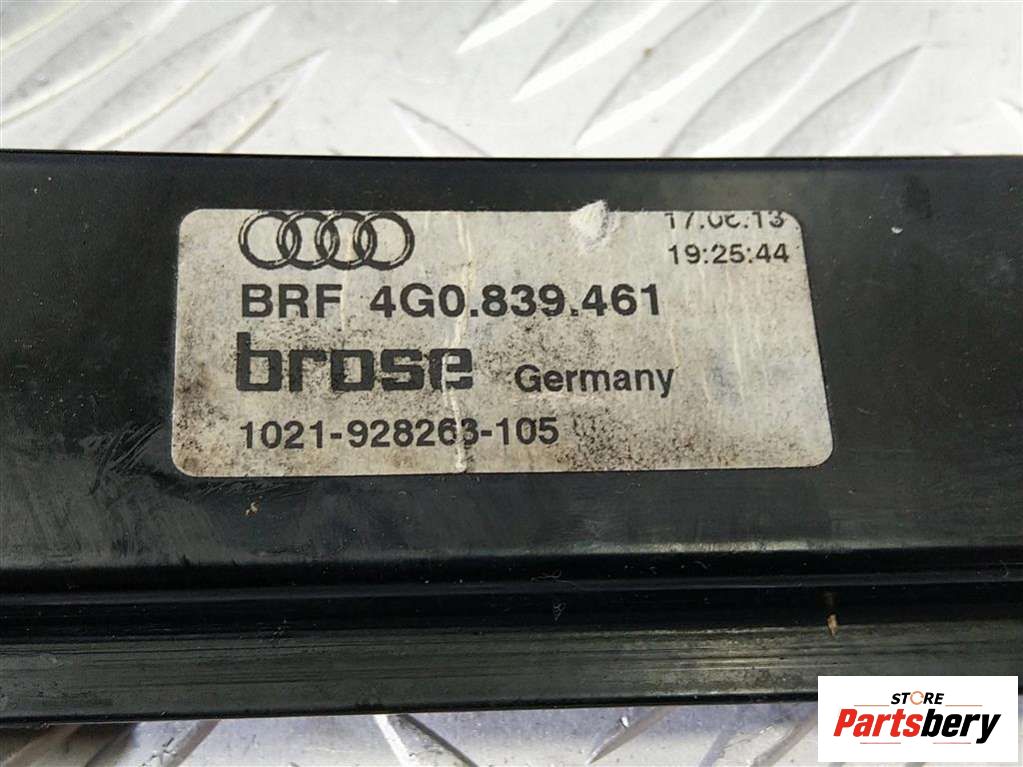 17.06.13
19:25:44
BRF 4G0.839.461
brose Germany
1021-928263-105
STORE
Partsbery